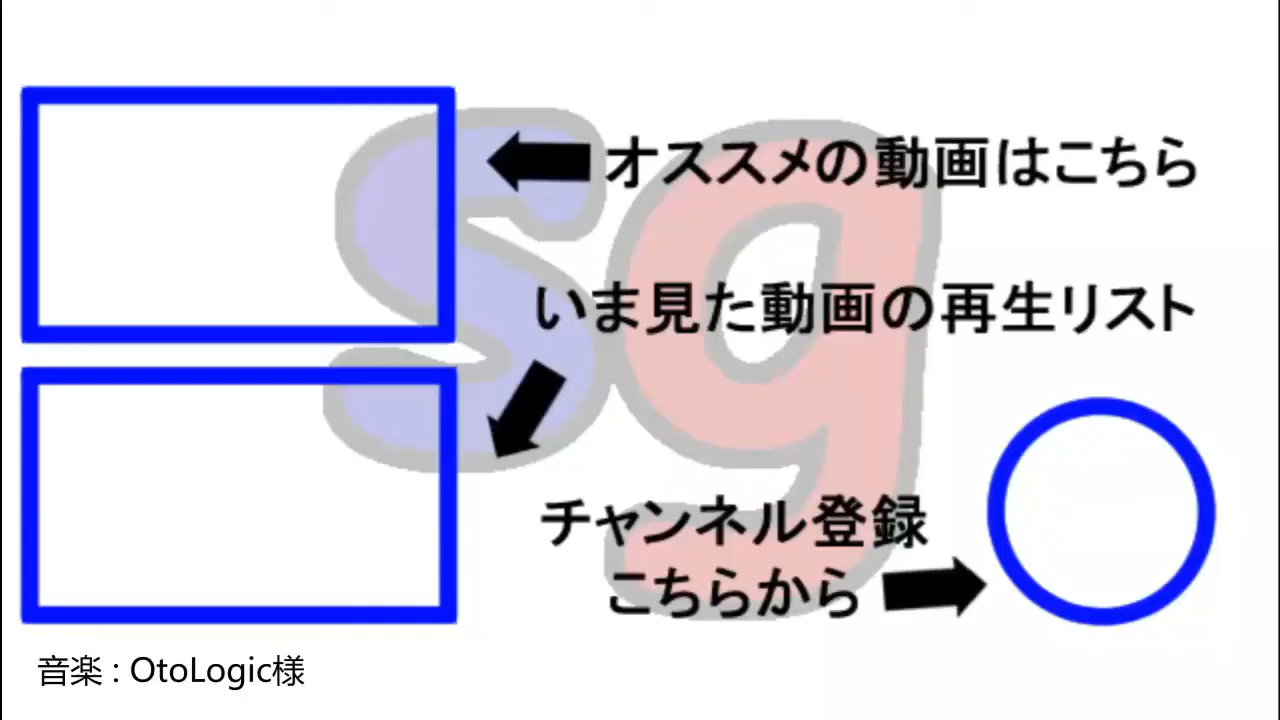 sg
オススメの動画はこちら
いま見た動画の再生リスト
チャンネル登録
こちらから
音楽 : OtoLogic様